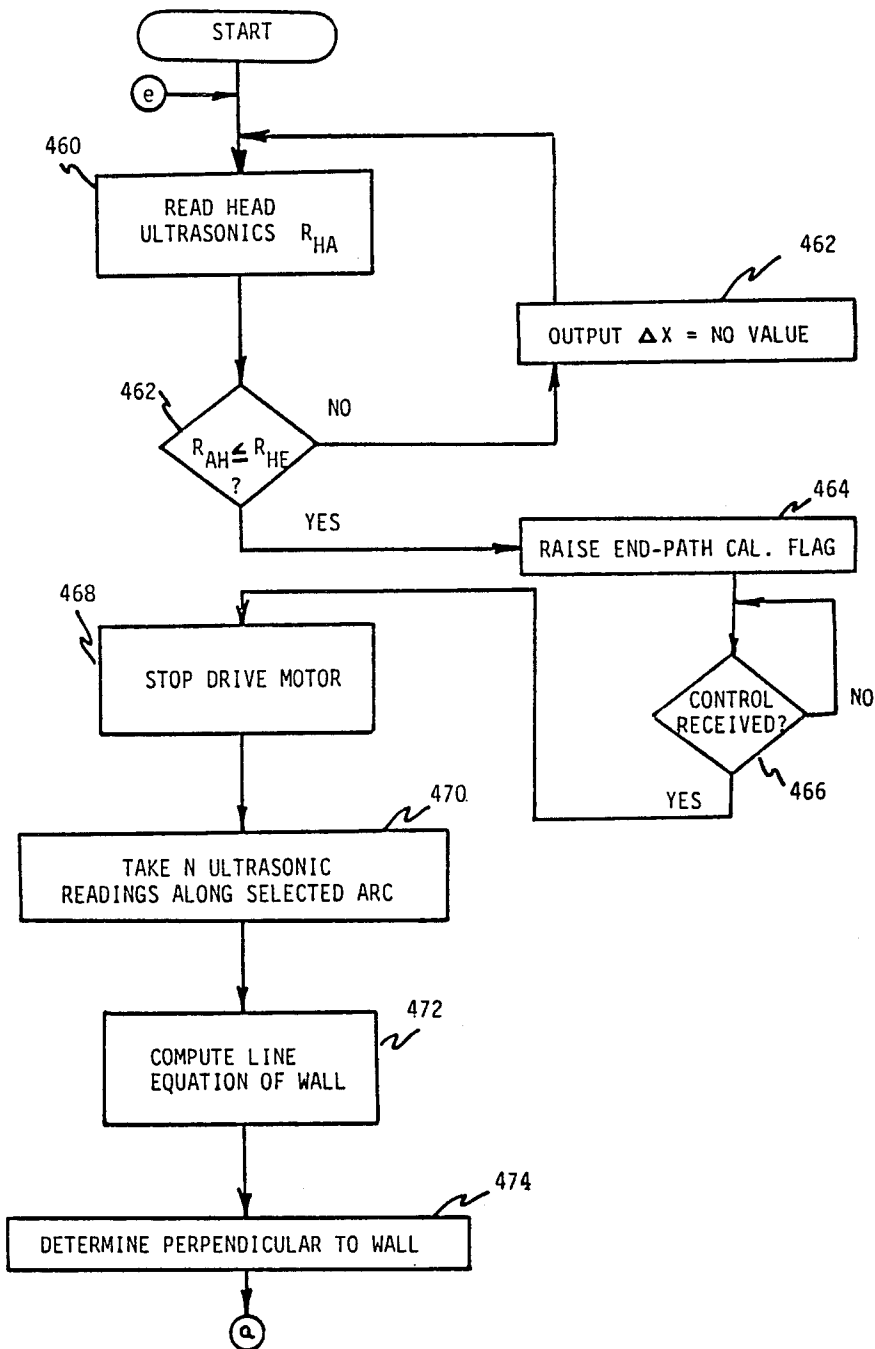 START
e
460
READ HEAD
ULTRASONICS R_HA
462
OUTPUT ΔX = NO VALUE
462
NO
R_AH ≤ R_HE
?
YES
464
RAISE END-PATH CAL. FLAG
468
STOP DRIVE MOTOR
CONTROL
RECEIVED?
NO
466
YES
470
TAKE N ULTRASONIC
READINGS ALONG SELECTED ARC
472
COMPUTE LINE
EQUATION OF WALL
474
DETERMINE PERPENDICULAR TO WALL
a